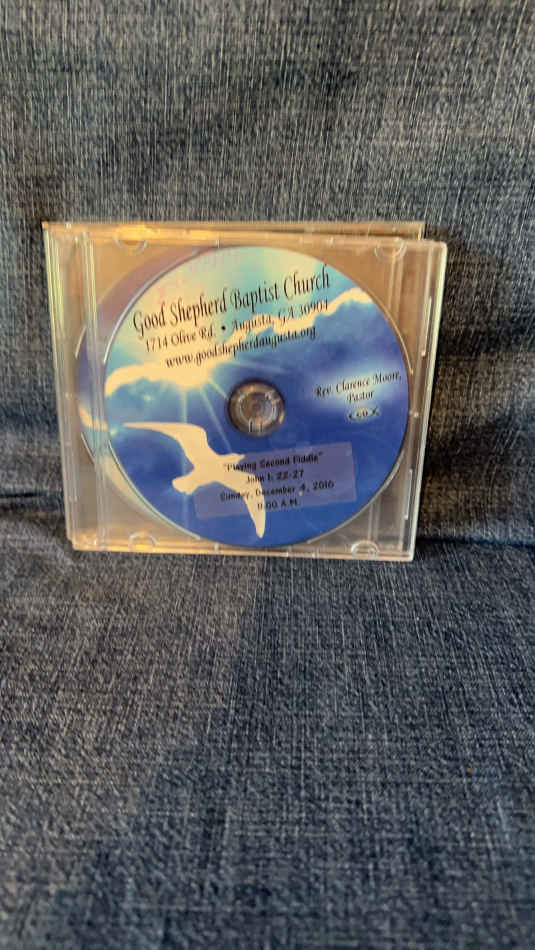 Good Shepherd Baptist Church
1714 Olive Rd. • Augusta, GA 30904
www.goodshepherdaugusta.org
Rev. Clarence Moore,
Pastor
CD
"Playing Second Fiddle"
John 1: 22-27
Sunday, December 4, 2016
11:00 A.M.